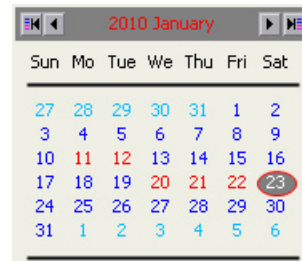 2010 January
Sun Mo Tue We Thu Fri Sat
27 28 29 30 31 1 2
3 4 5 6 7 8 9
10 11 12 13 14 15 16
17 18 19 20 21 22 23
24 25 26 27 28 29 30
31 1 2 3 4 5 6